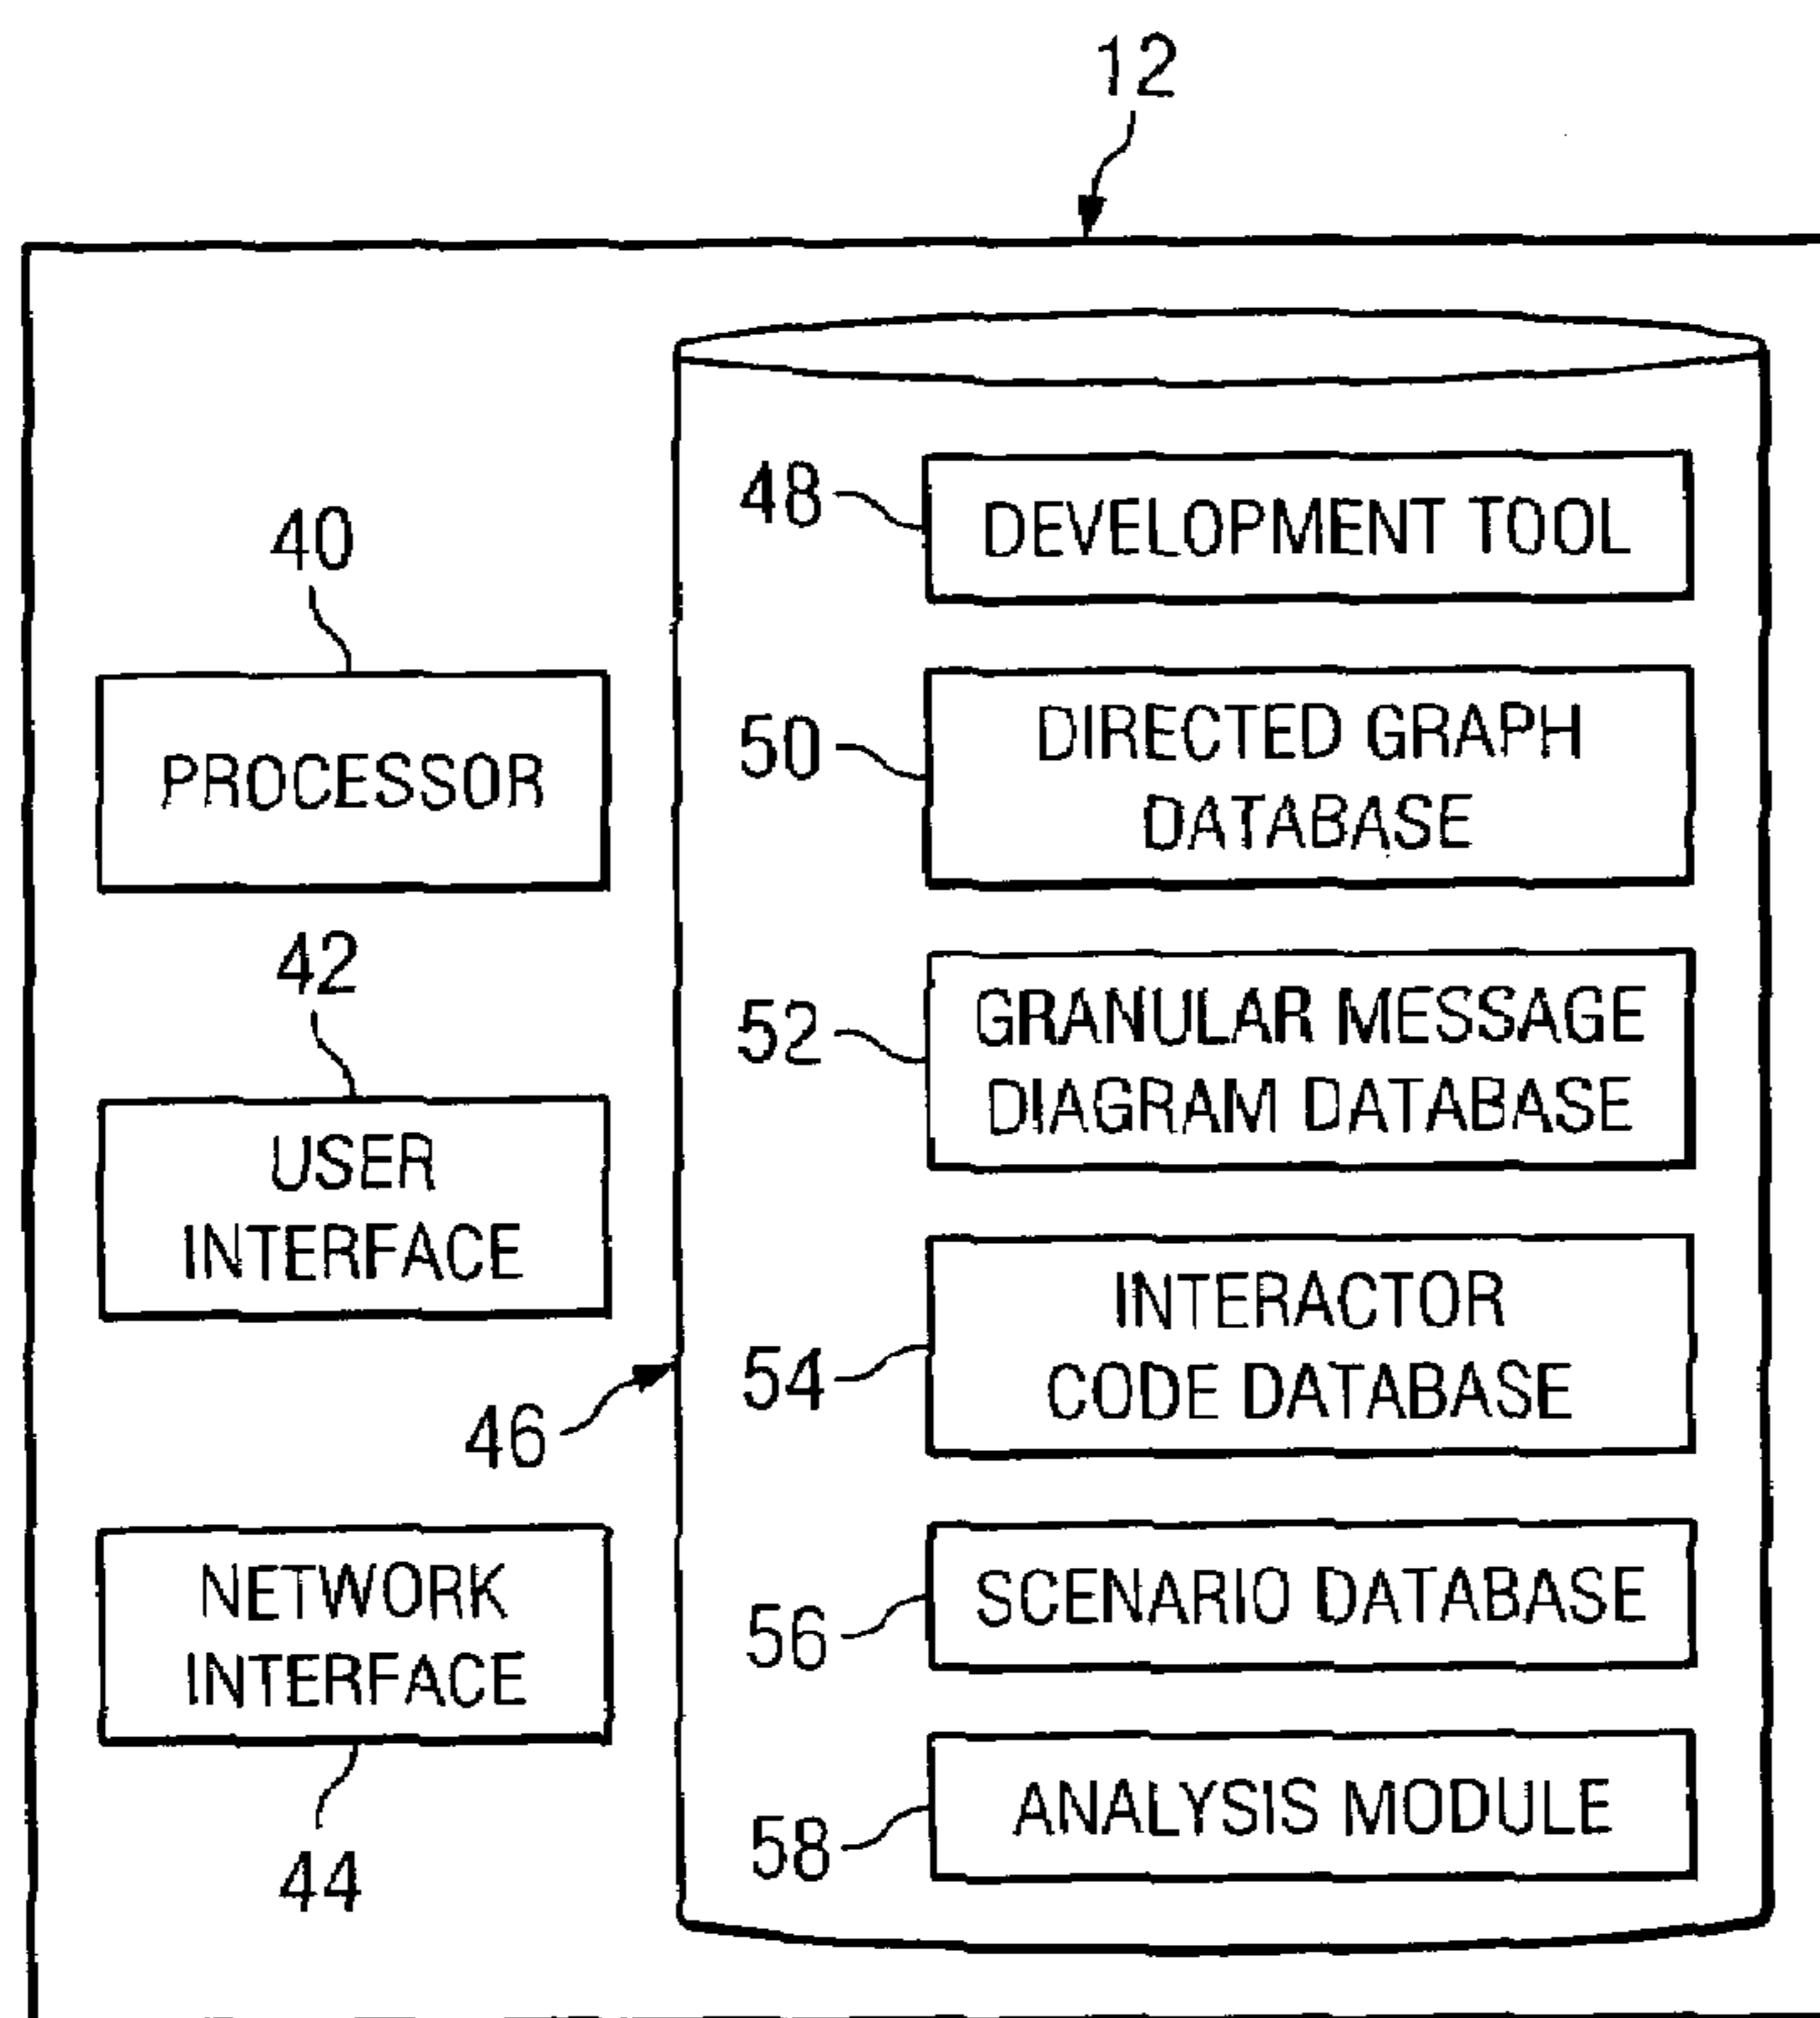 12
40
PROCESSOR
42
USER
INTERFACE
NETWORK
INTERFACE
44
46
48
DEVELOPMENT TOOL
50
DIRECTED GRAPH
DATABASE
52
GRANULAR MESSAGE
DIAGRAM DATABASE
54
INTERACTOR
CODE DATABASE
56
SCENARIO DATABASE
58
ANALYSIS MODULE